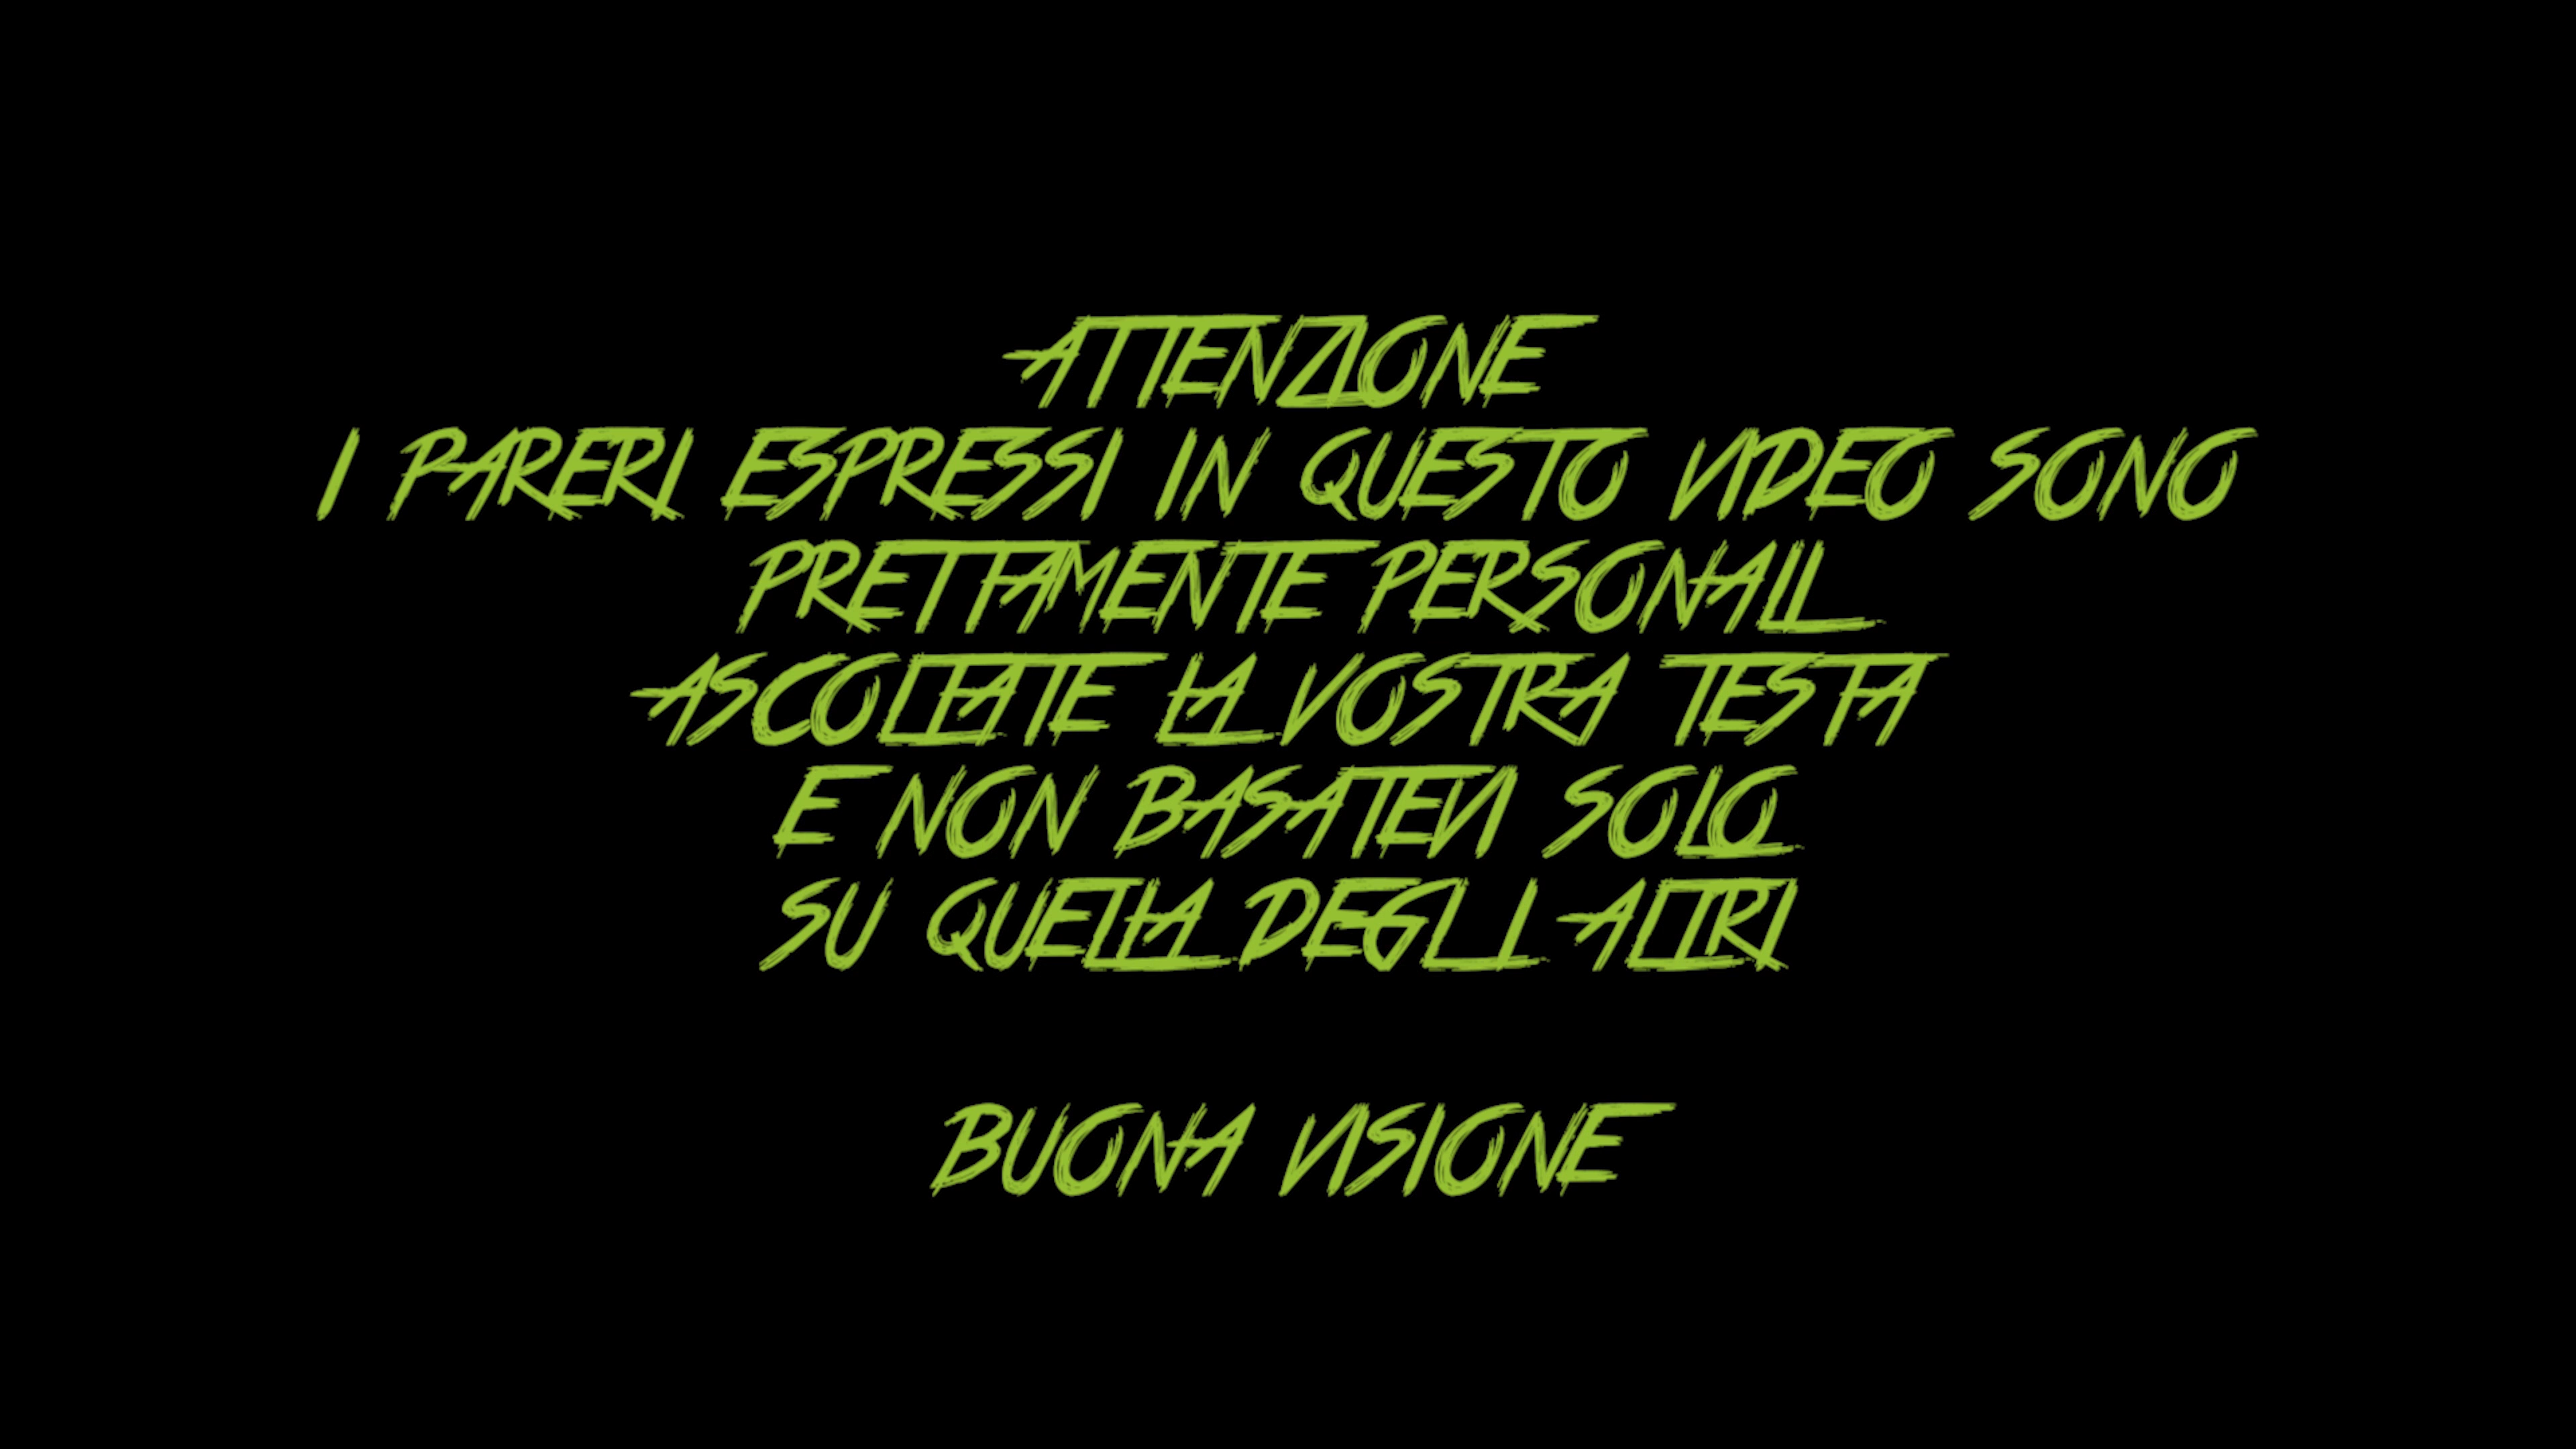 ATTENZIONE
I PARERI ESPRESSI IN QUESTO VIDEO SONO
PRETTAMENTE PERSONALI
ASCOLTATE LA VOSTRA TESTA
E NON BASATEVI SOLO
SU QUELLA DEGLI ALTRI
BUONA VISIONE